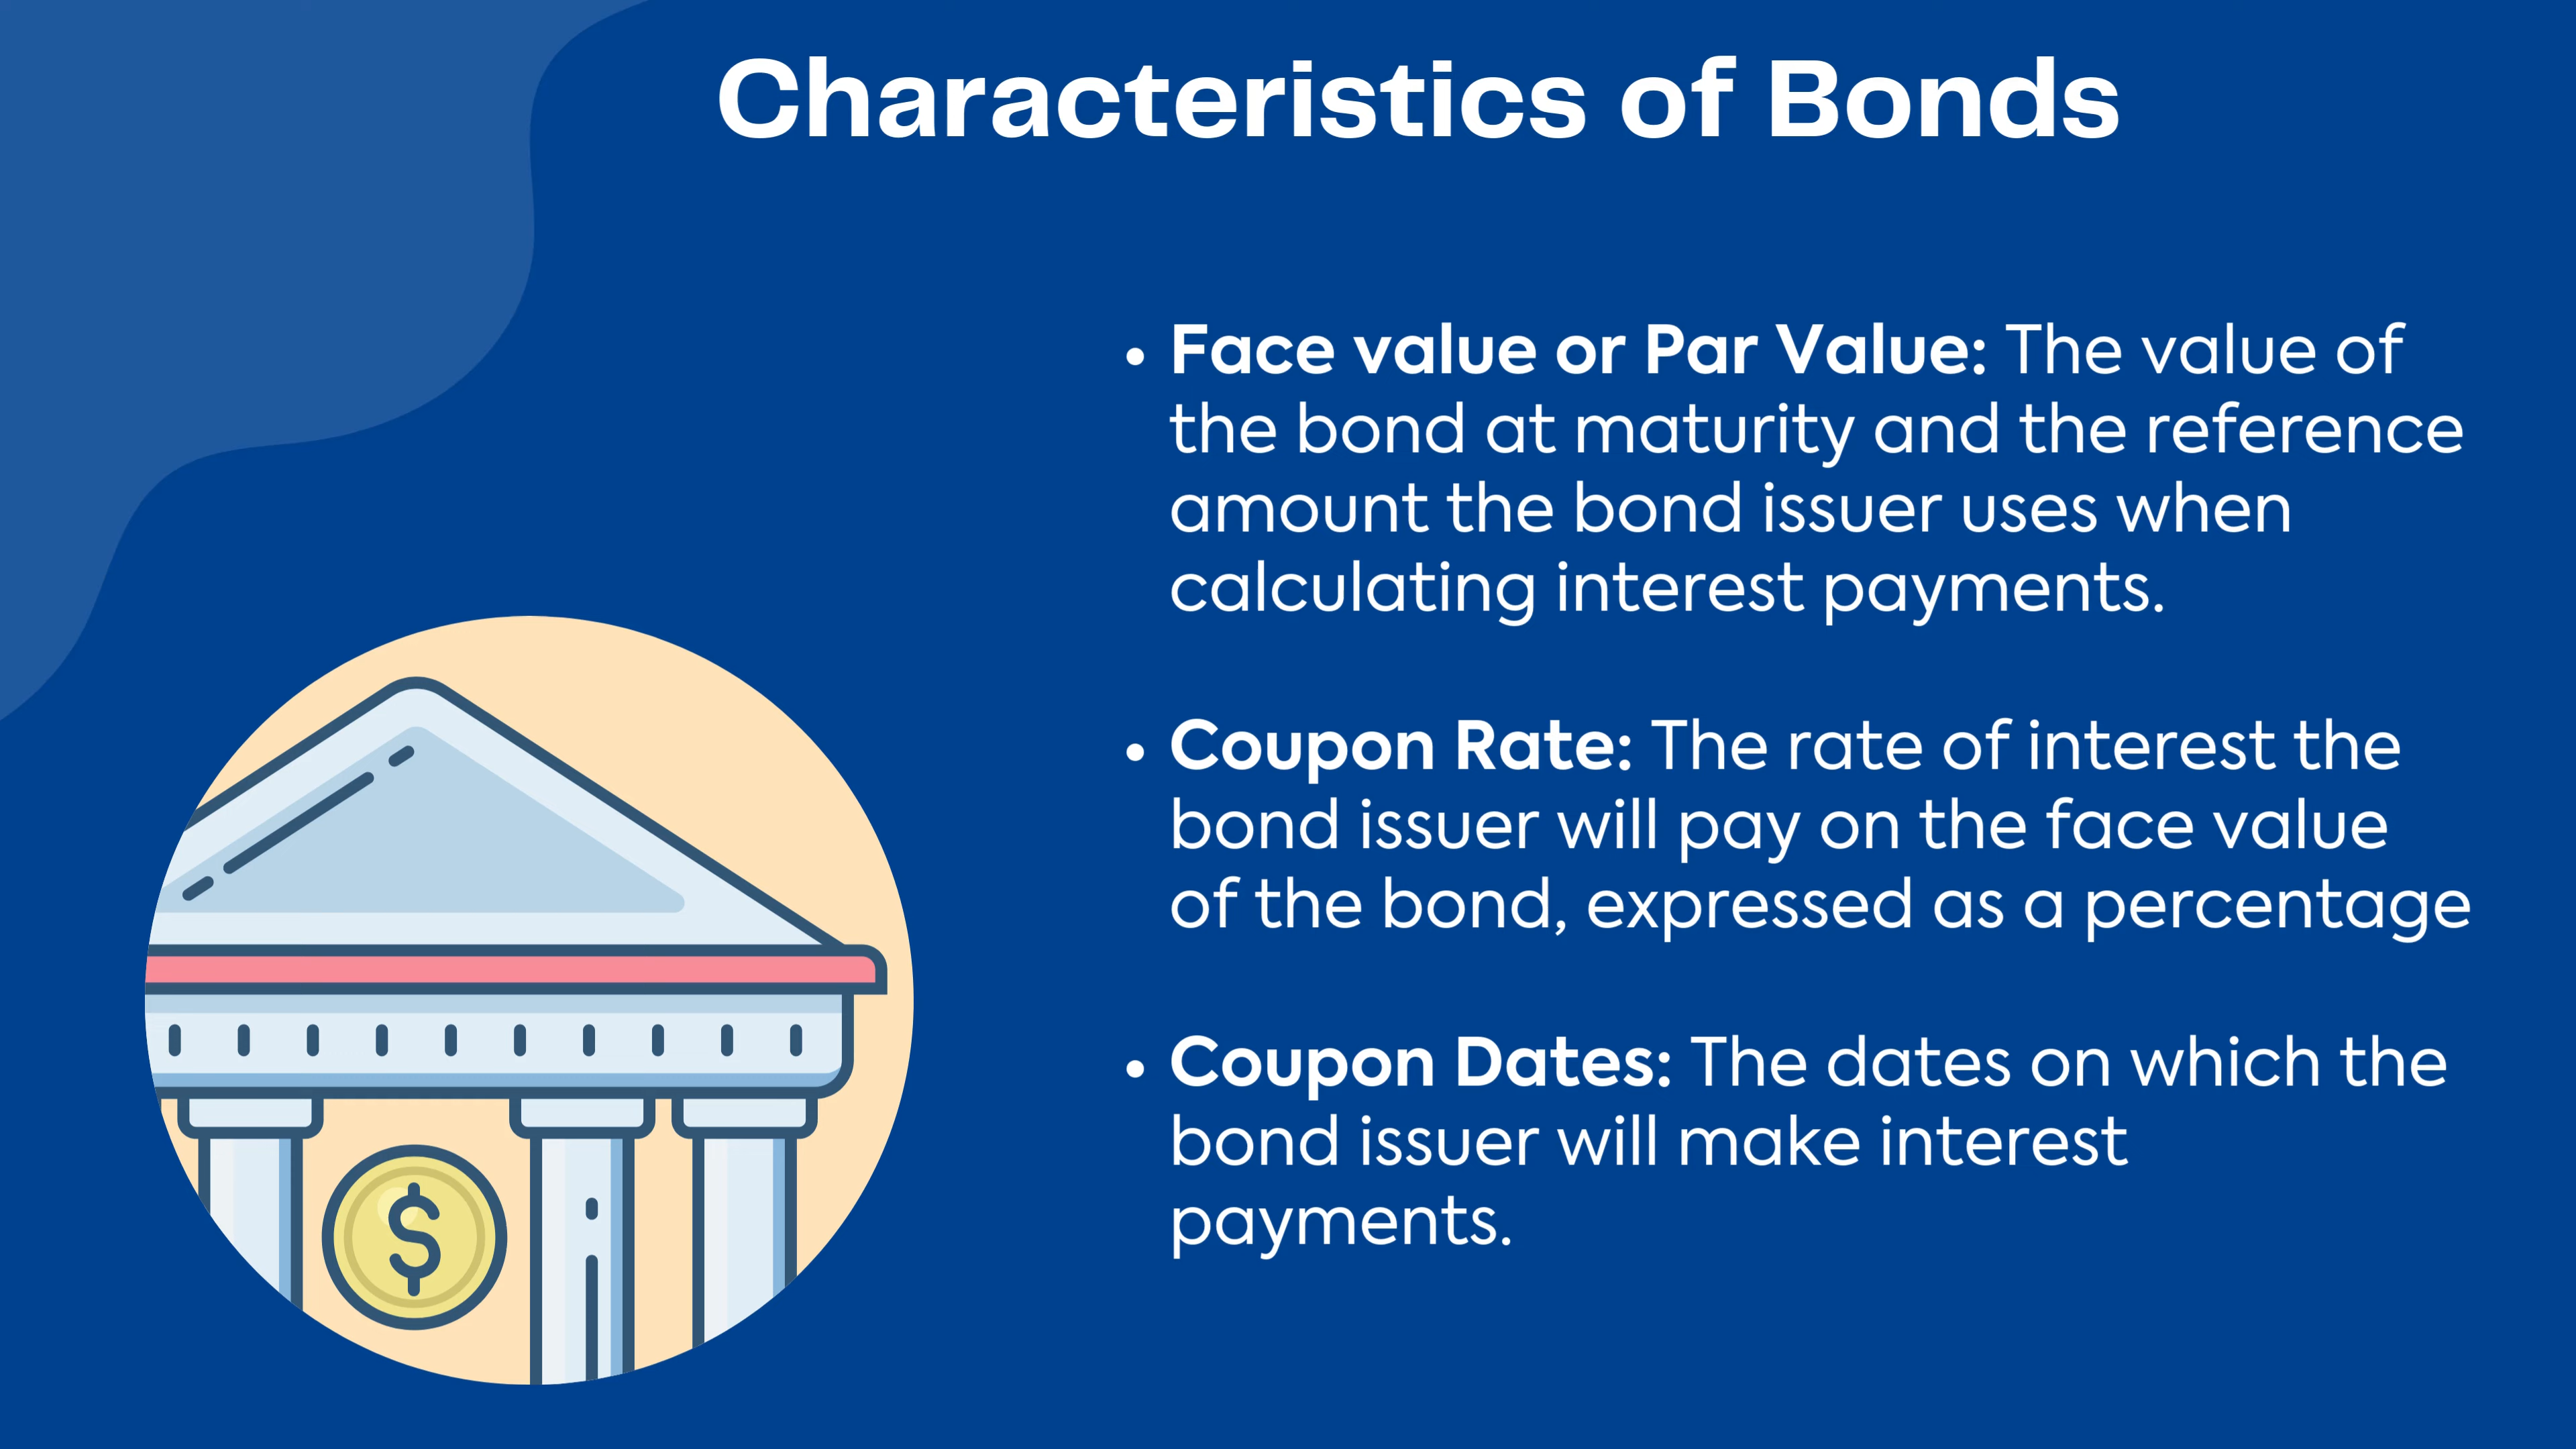 Characteristics of Bonds
• Face value or Par Value: The value of
the bond at maturity and the reference
amount the bond issuer uses when
calculating interest payments.
• Coupon Rate: The rate of interest the
bond issuer will pay on the face value
of the bond, expressed as a percentage
• Coupon Dates: The dates on which the
bond issuer will make interest
payments.
$